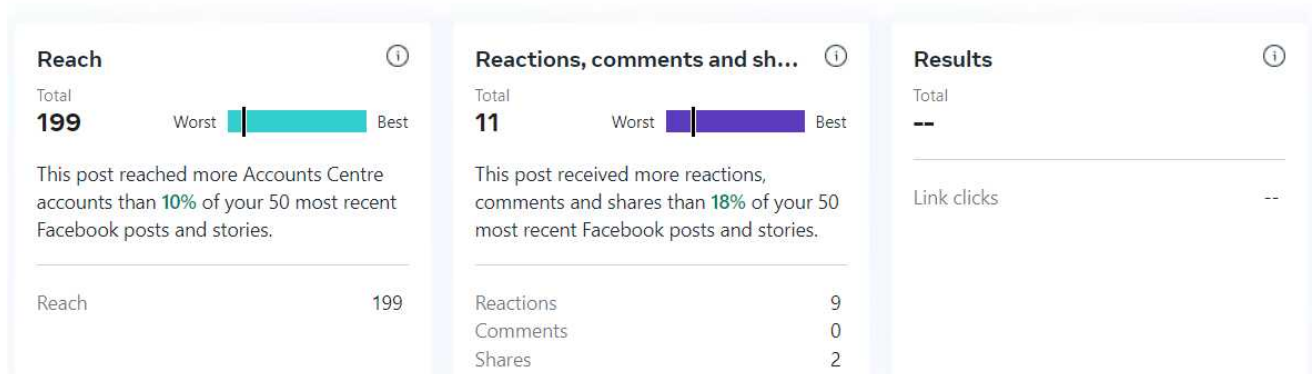 Reach
Total
199
Worst
Best
This post reached more Accounts Centre
accounts than 10% of your 50 most recent
Facebook posts and stories.
Reach 199
Reactions, comments and sh...
Total
11
Worst
Best
This post received more reactions,
comments and shares than 18% of your 50
most recent Facebook posts and stories.
Reactions 9
Comments 0
Shares 2
Results
Total
--
Link clicks --